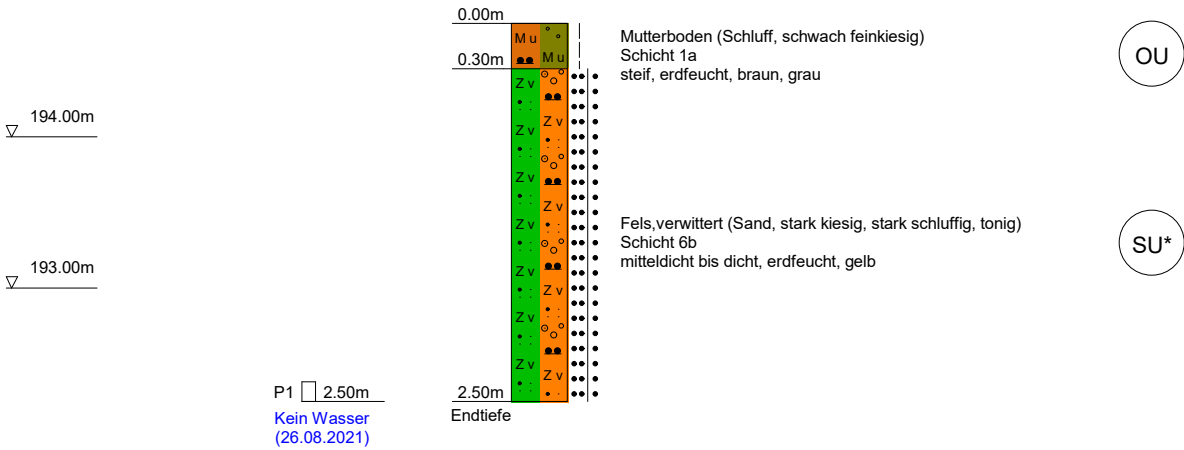 0.00m
Mu
Mu
0.30m
Mutterboden (Schluff, schwach feinkiesig)
Schicht 1a
steif, erdfeucht, braun, grau
OU
194.00m
193.00m
Zv
Zv
Zv
Zv
Zv
Zv
Zv
Zv
Zv
Zv
Zv
Fels,verwittert (Sand, stark kiesig, stark schluffig, tonig)
Schicht 6b
mitteldicht bis dicht, erdfeucht, gelb
SU*
P1 2.50m
Kein Wasser
(26.08.2021)
2.50m
Endtiefe